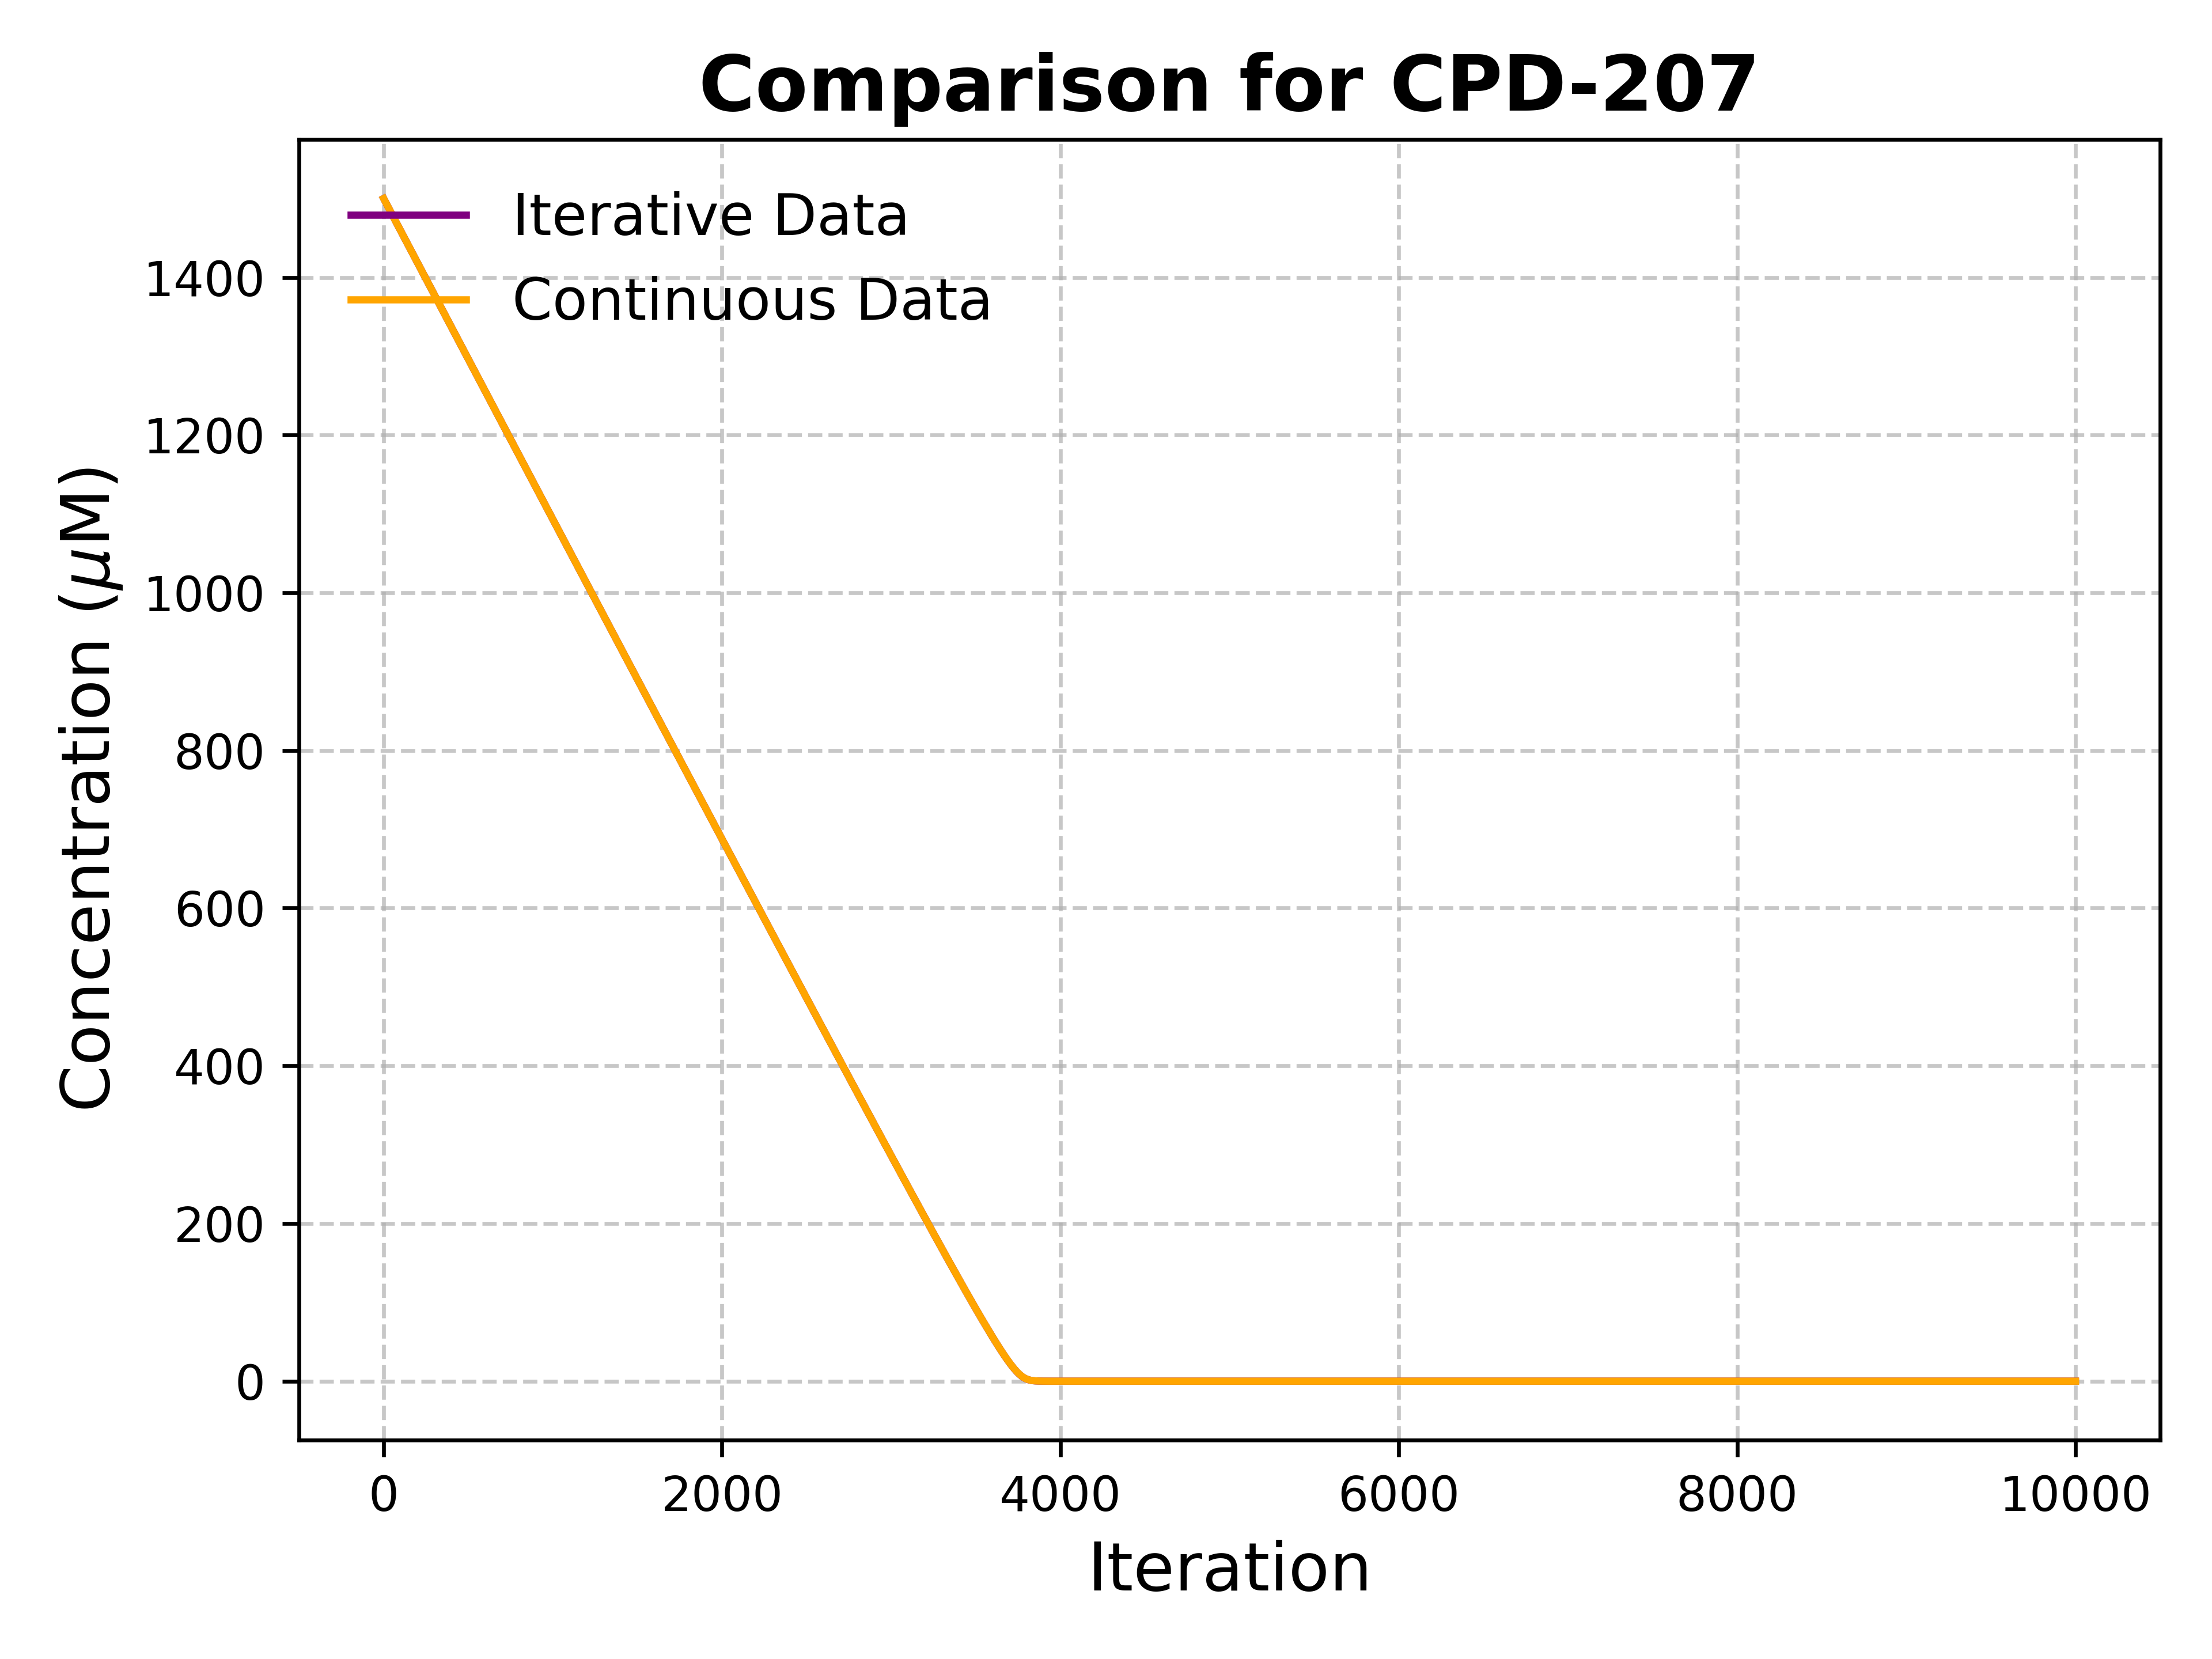 Comparison for CPD-207
Iterative Data
Continuous Data
Concentration (μM)
1400
1200
1000
800
600
400
200
0
0 2000 4000 6000 8000 10000
Iteration